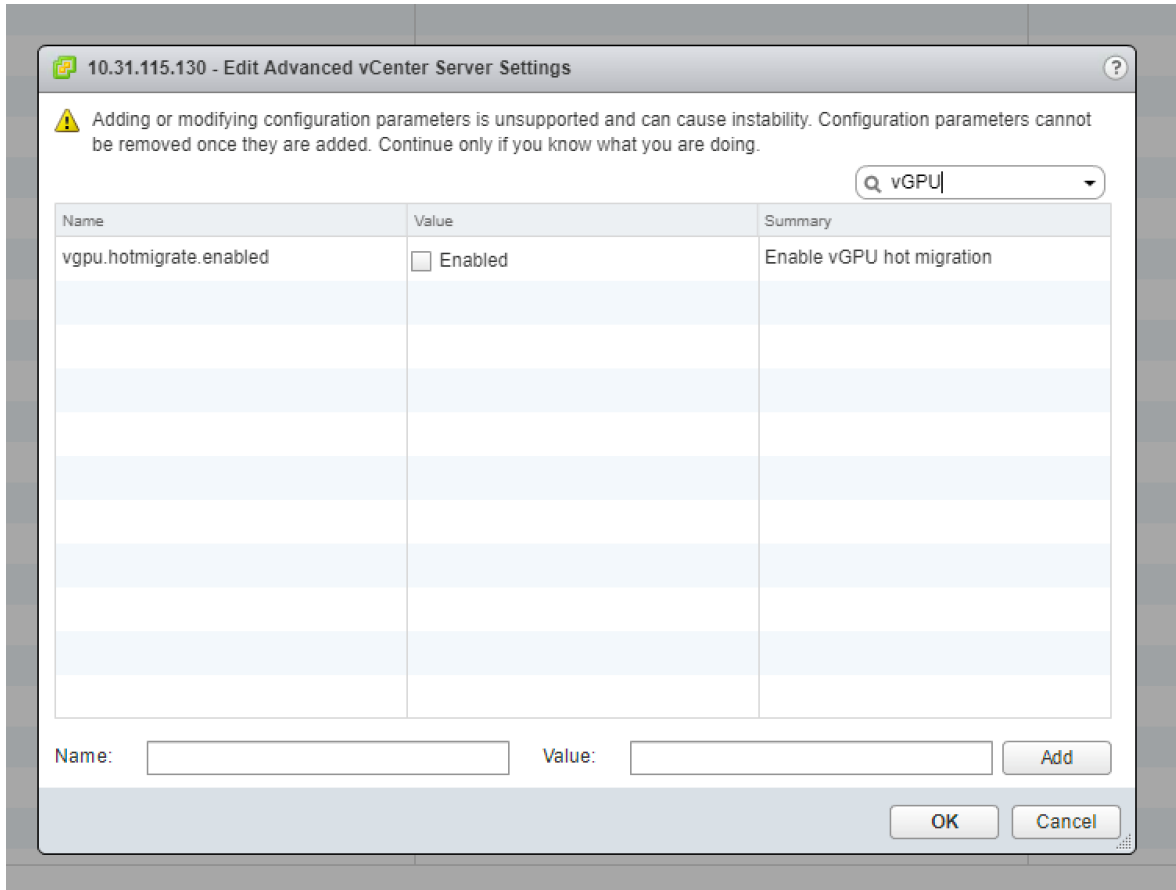 10.31.115.130 - Edit Advanced vCenter Server Settings
?
Adding or modifying configuration parameters is unsupported and can cause instability. Configuration parameters cannot
be removed once they are added. Continue only if you know what you are doing.
vGPU
Name Value Summary
vgpu.hotmigrate.enabled Enabled Enable vGPU hot migration
Name: Value: Add
OK Cancel